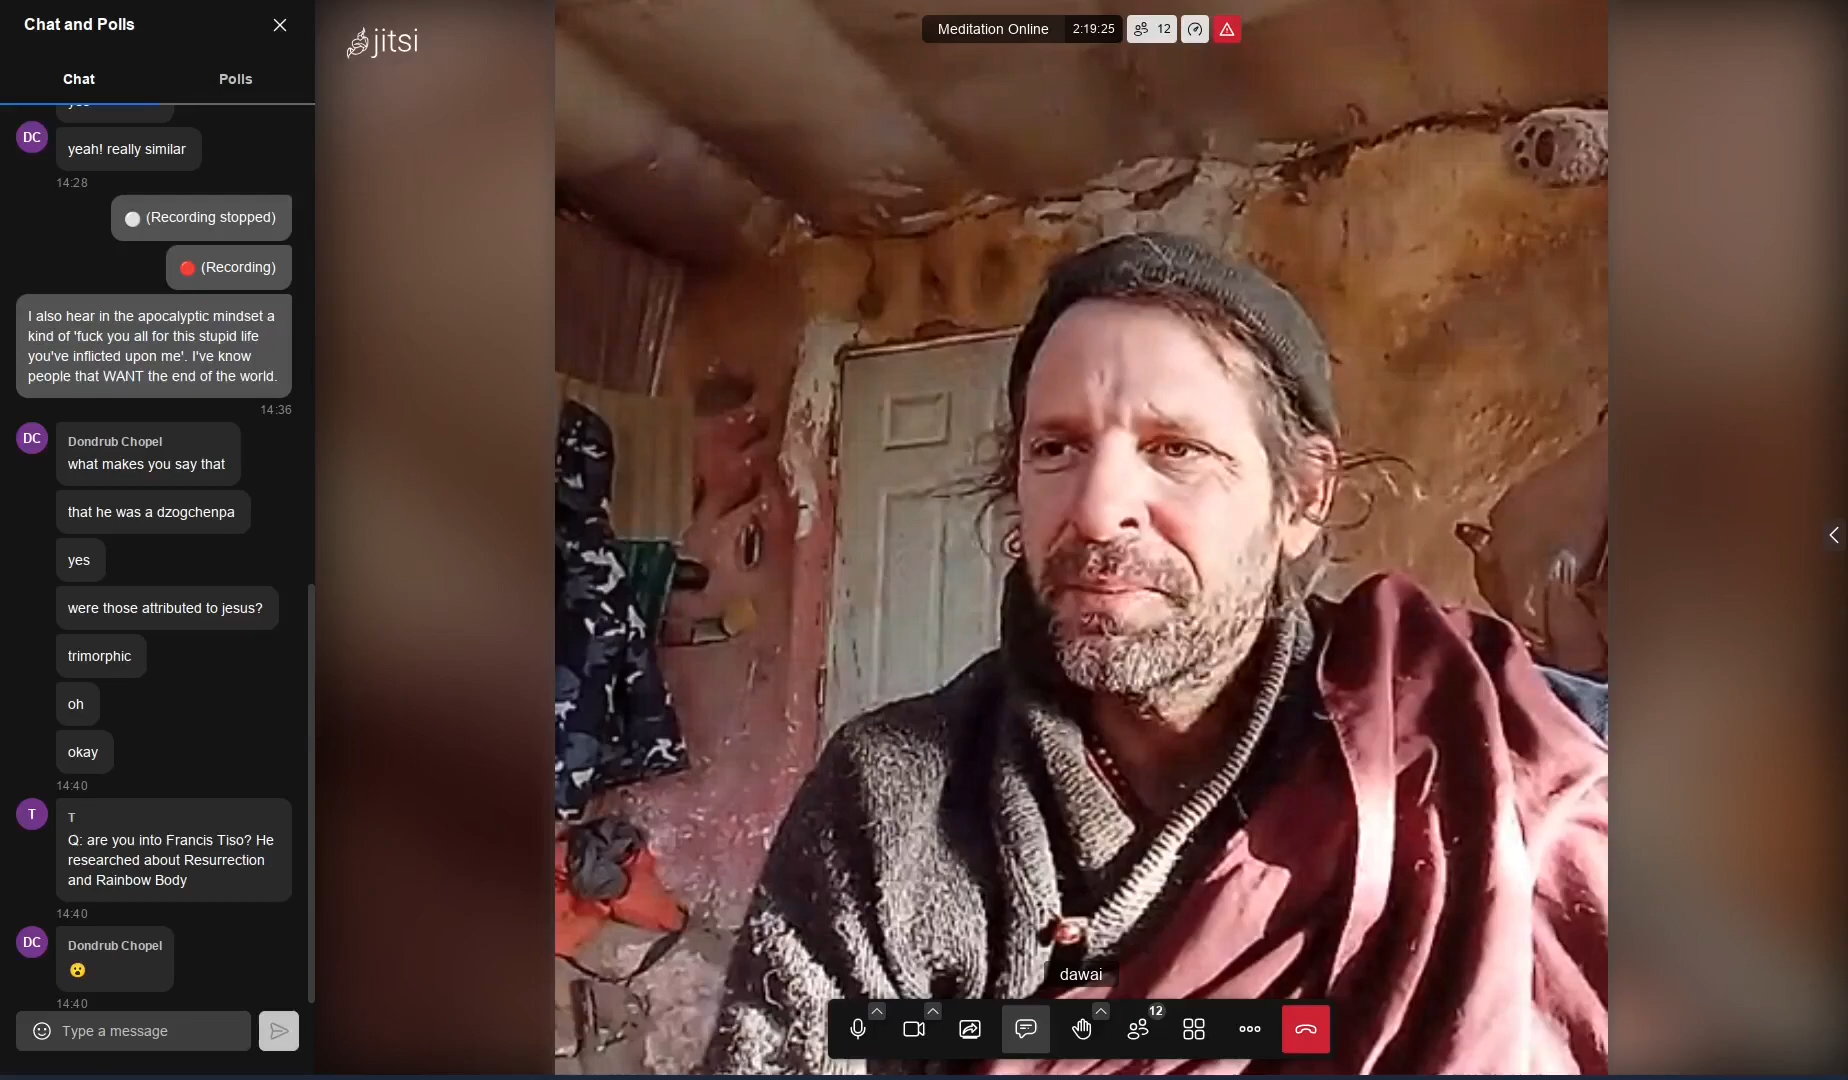 Chat and Polls
Chat
Polls
DC
yeah! really similar
14:28
(Recording stopped)
(Recording)
I also hear in the apocalyptic mindset a
kind of 'fuck you all for this stupid life
you've inflicted upon me'. I've know
people that WANT the end of the world.
14:36
DC
Dondrub Chopel
what makes you say that
that he was a dzogchenpa
yes
were those attributed to jesus?
trimorphic
oh
okay
14:40
T
T
Q: are you into Francis Tiso? He
researched about Resurrection
and Rainbow Body
14:40
DC
Dondrub Chopel
😮
14:40
Type a message
jitsi
Meditation Online
2:19:25
12
dawai
12